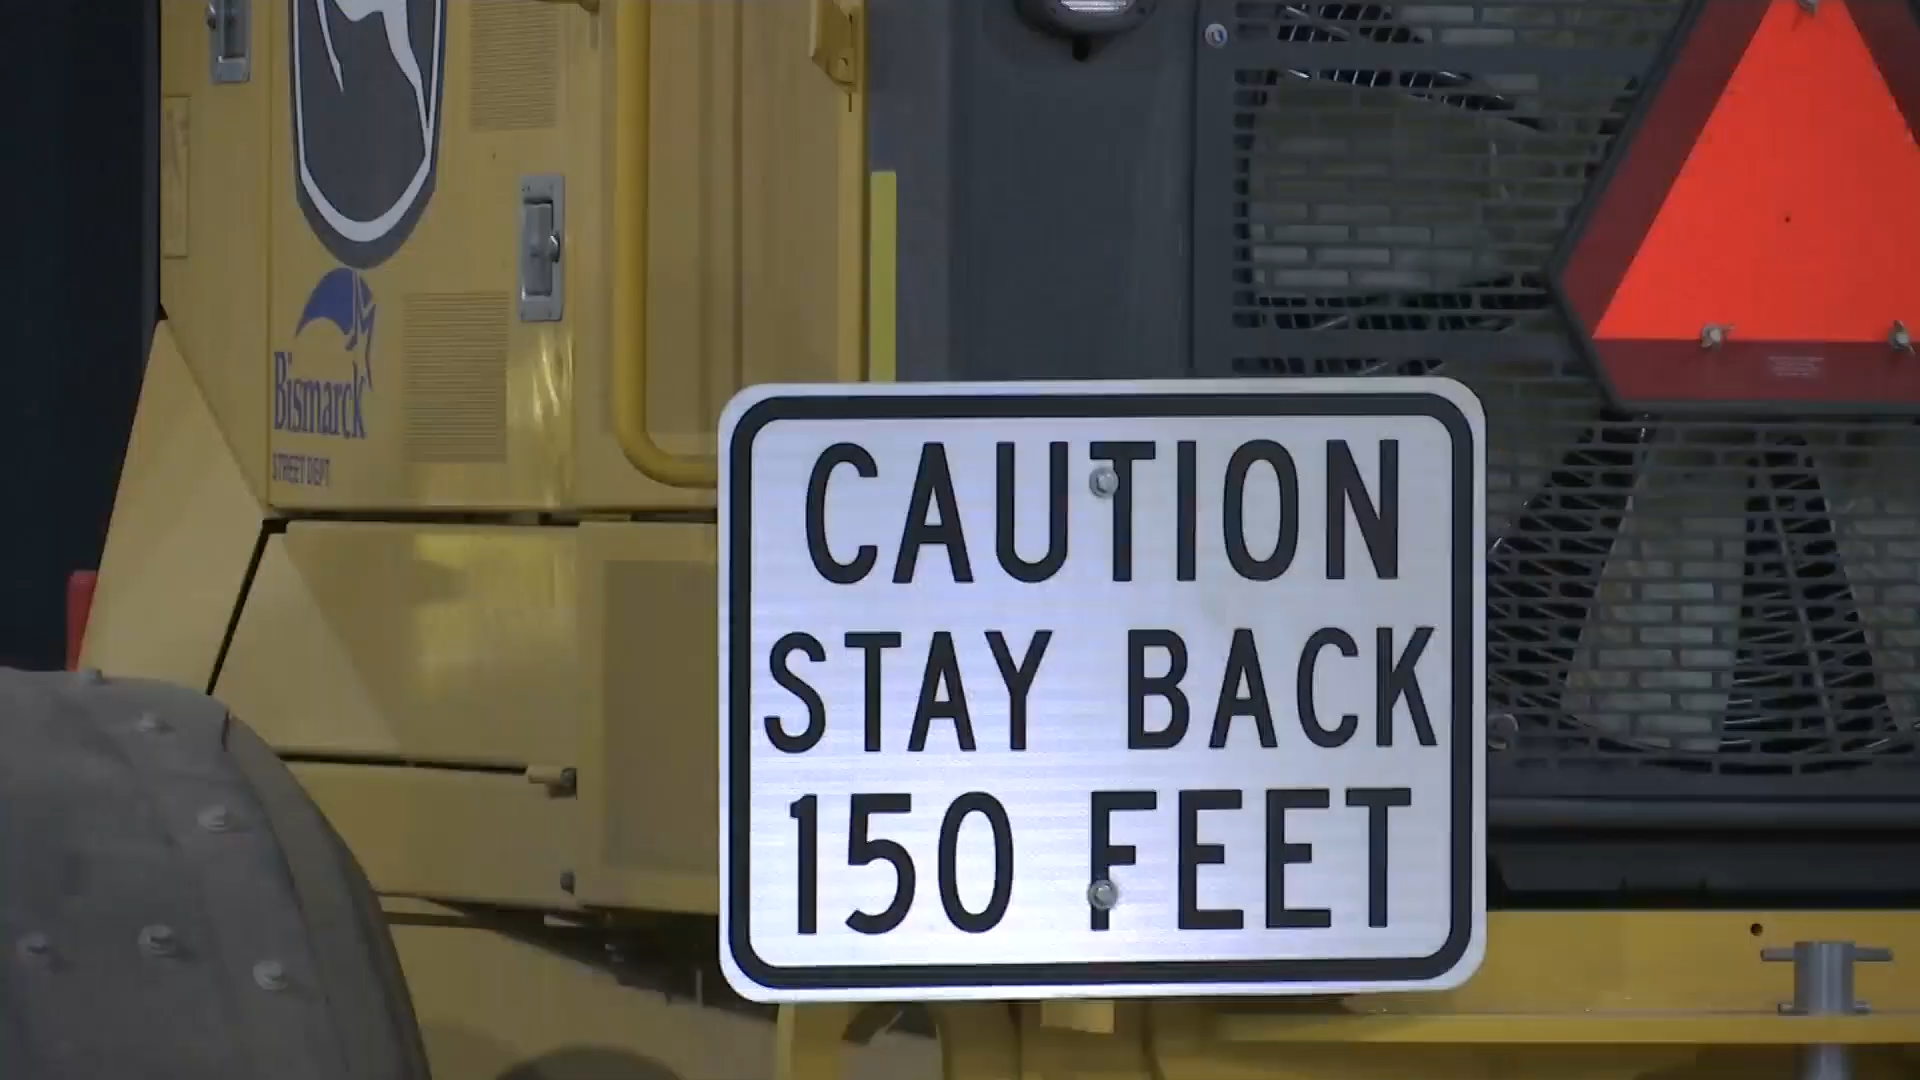 Bismarck
STREET DEPT
CAUTION
STAY BACK
150 FEET